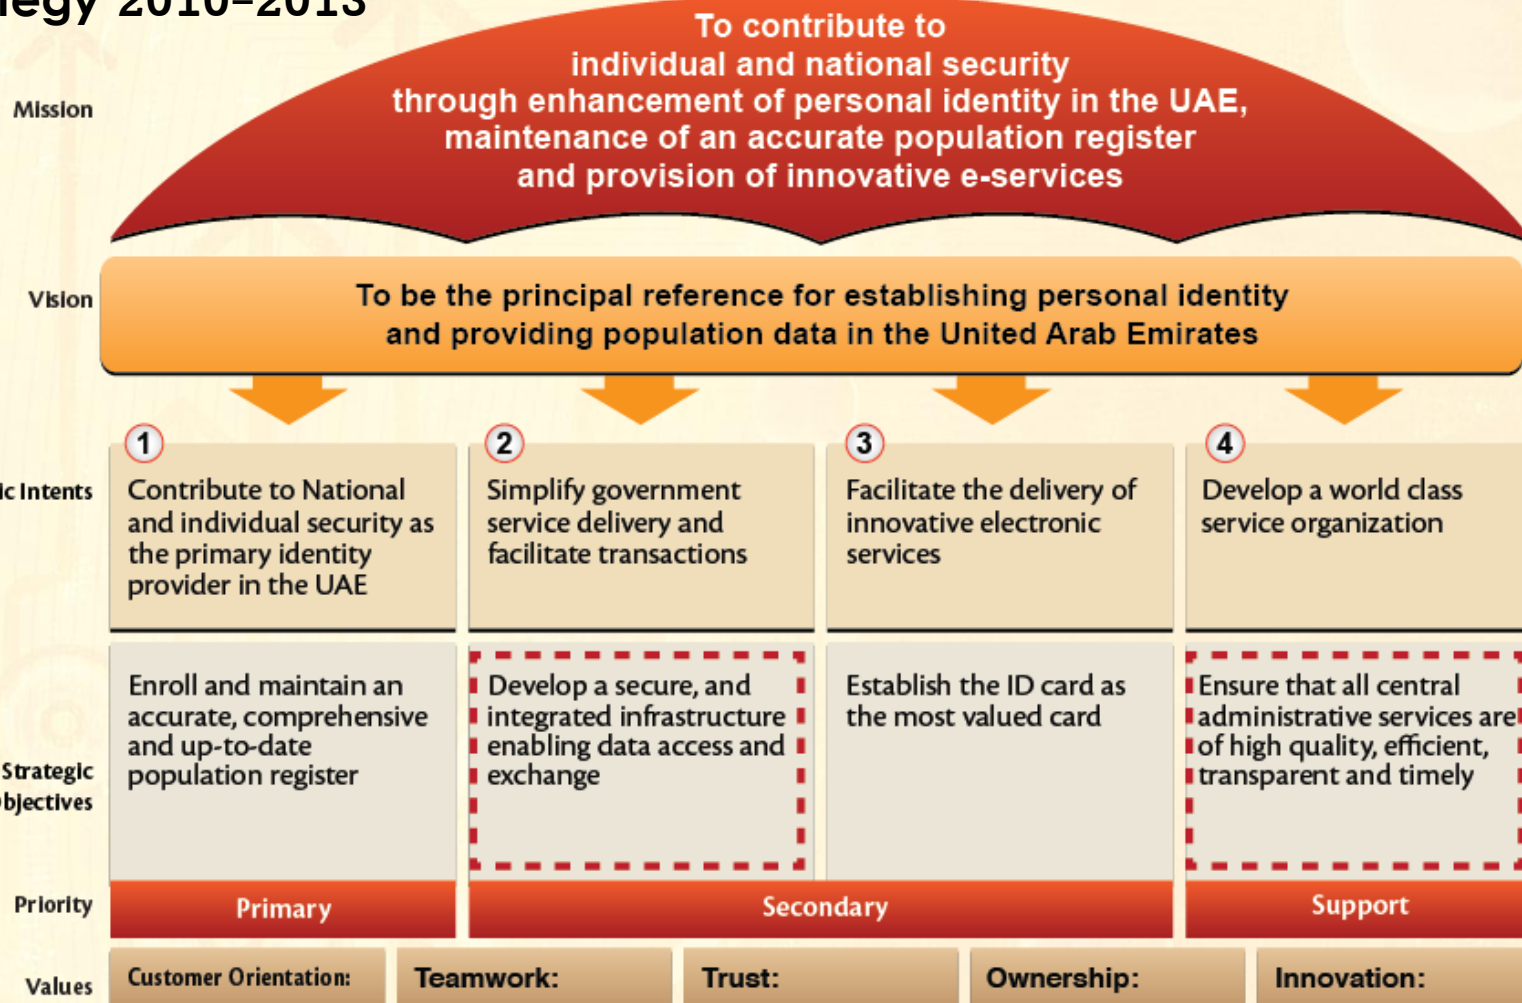 2010-2013
Mission
To contribute to
individual and national security
through enhancement of personal identity in the UAE,
maintenance of an accurate population register
and provision of innovative e-services
Vision
To be the principal reference for establishing personal identity
and providing population data in the United Arab Emirates
Intents
1
Contribute to National
and individual security as
the primary identity
provider in the UAE
2
Simplify government
service delivery and
facilitate transactions
3
Facilitate the delivery of
innovative electronic
services
4
Develop a world class
service organization
Strategic
bjectives
Enroll and maintain an
accurate, comprehensive
and up-to-date
population register
Develop a secure, and
integrated infrastructure
enabling data access and
exchange
Establish the ID card as
the most valued card
Ensure that all central
administrative services are
of high quality, efficient,
transparent and timely
Priority
Primary
Secondary
Support
Values
Customer Orientation:
Teamwork:
Trust:
Ownership:
Innovation: